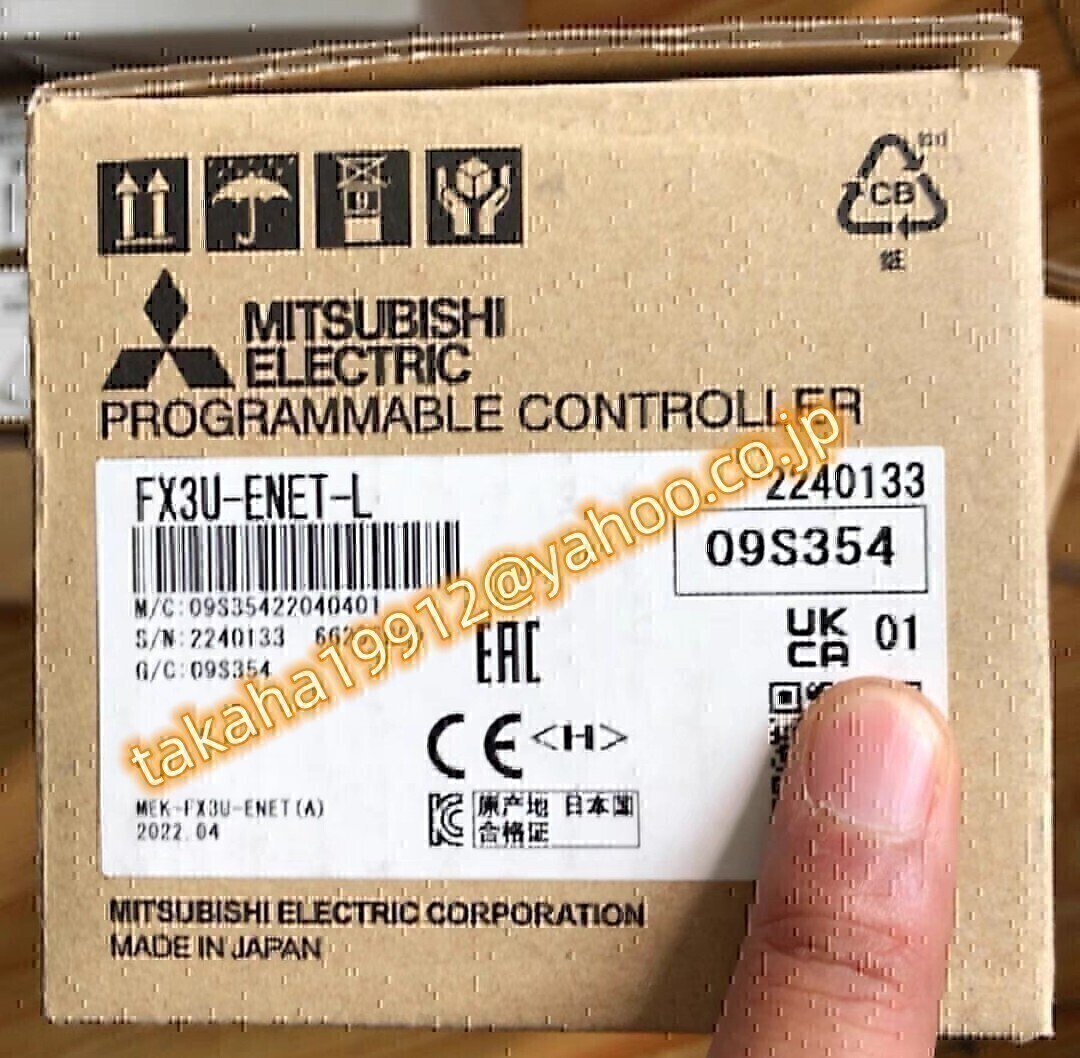 CB
MITSUBISHI
ELECTRIC
PROGRAMMABLE CONTROLLER
FX3U-ENET-L
2240133
09S354
M/C:09S35422040401
S/N:2240133
G/C:09S354
EAC
UK
CA
01
CE <H>
takaha19912@yahoo.co.jp
MEK-FX3U-ENET(A)
2022.04
原产地 日本国
合格证
MITSUBISHI ELECTRIC CORPORATION
MADE IN JAPAN